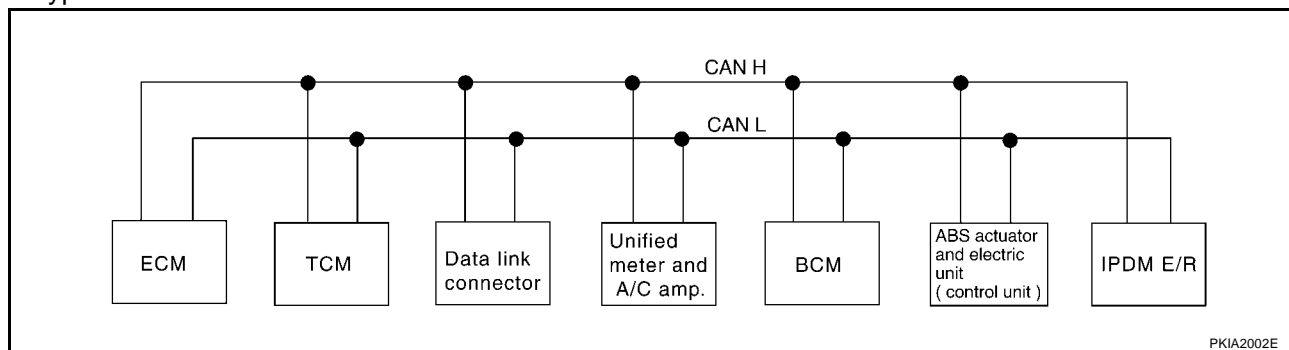 CAN H
CAN L
ECM
TCM
Data link
connector
Unified
meter and
A/C amp.
BCM
ABS actuator
and electric
unit
( control unit )
IPDM E/R
PKIA2002E